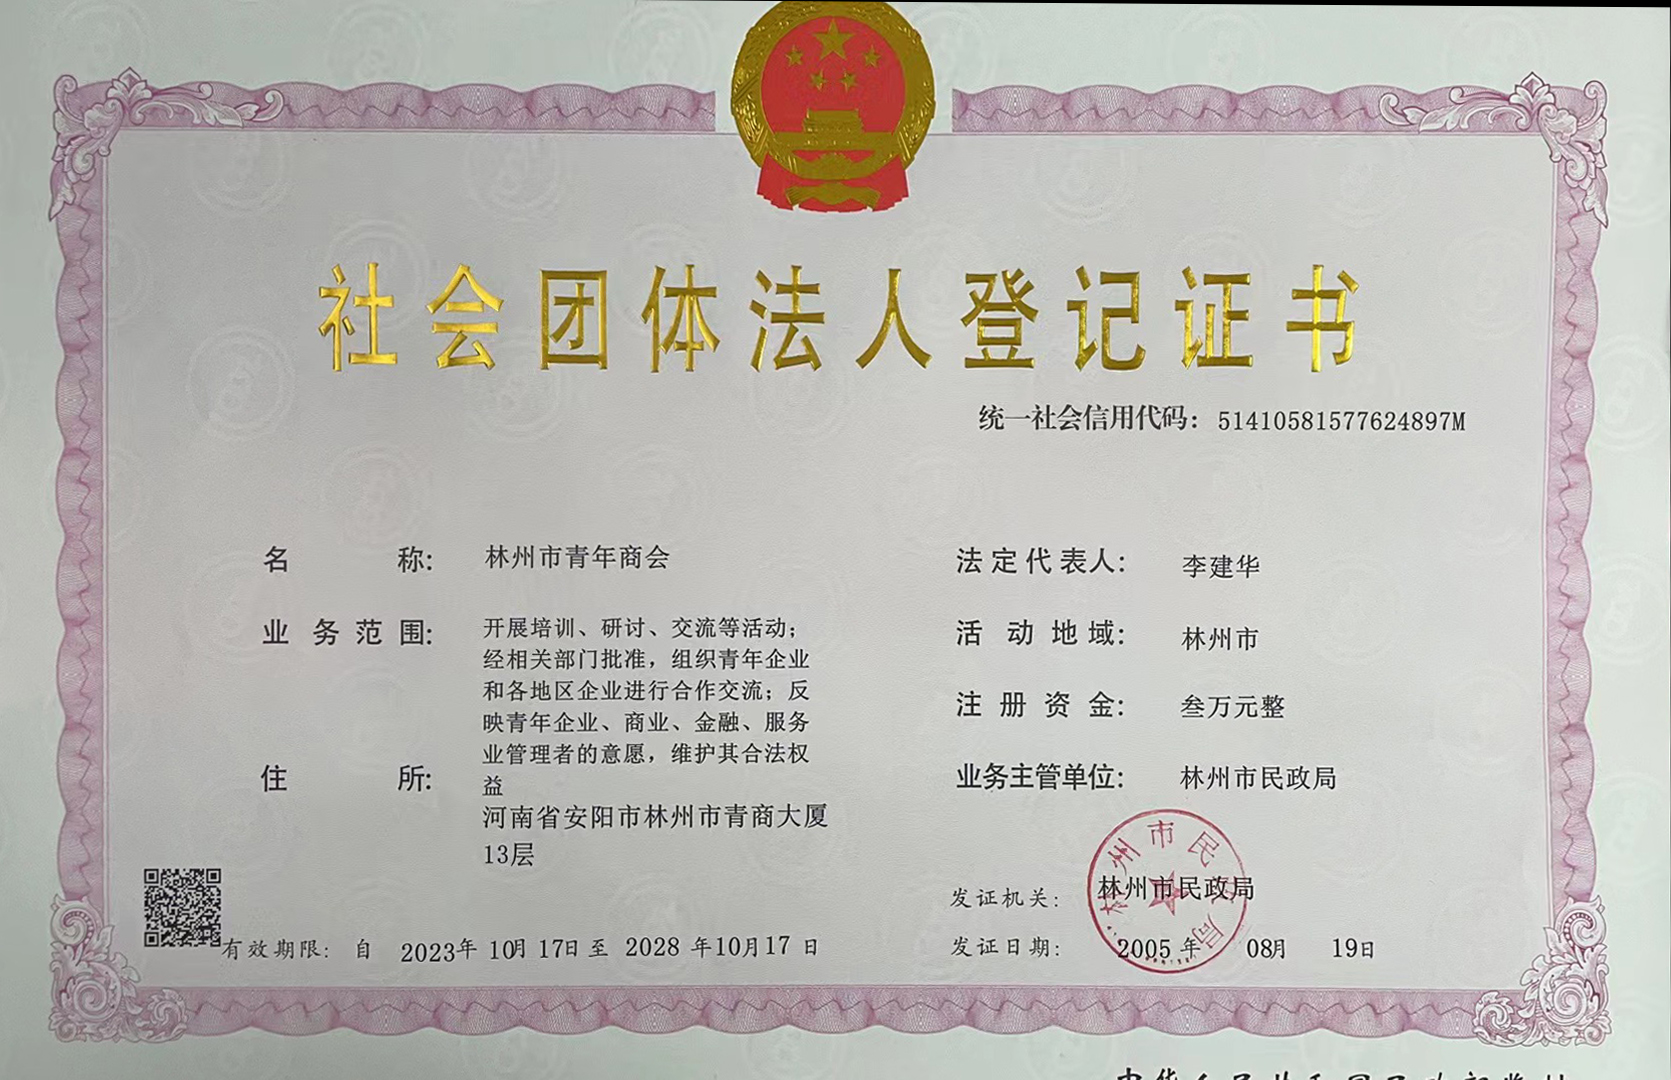 社会团体法人登记证书
统一社会信用代码：51410581577624897M
名称：林州市青年商会
业务范围：开展培训、研讨、交流等活动；
经相关部门批准，组织青年企业
和各地区企业进行合作交流；反
映青年企业、商业、金融、服务
业管理者的意愿，维护其合法权
益
住所：河南省安阳市林州市青商大厦
13层
有效期限：自 2023年 10月 17日 至 2028 年10月17 日
法定代表人：李建华
活动地域：林州市
注册资金：叁万元整
业务主管单位：林州市民政局
发证机关：林州市民政局
发证日期：2005 年 08月 19日